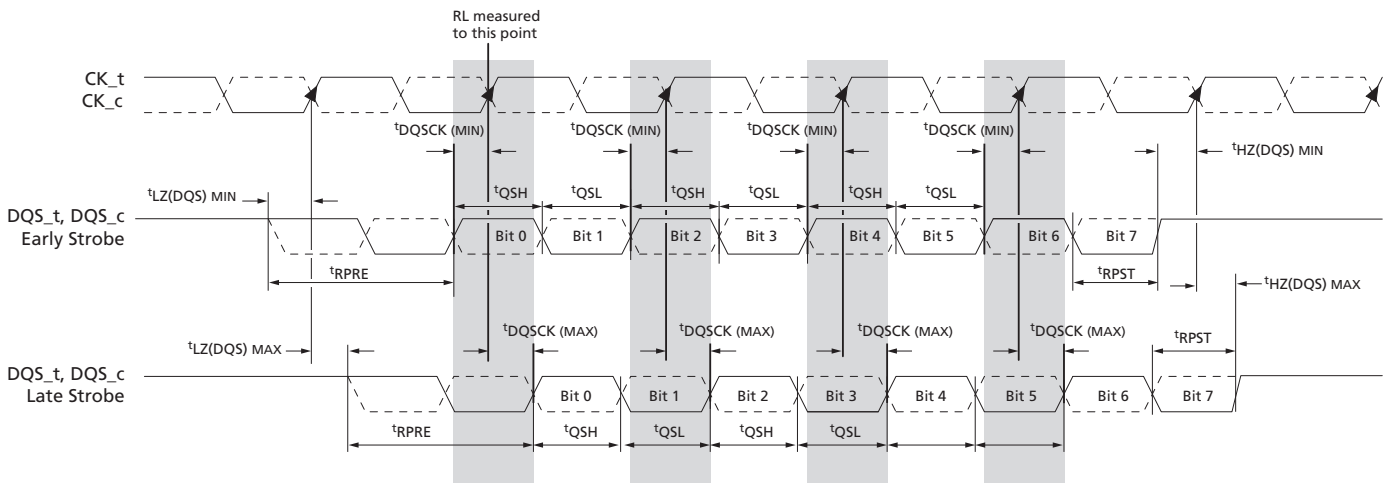 RL measured
to this point
CK_t
CK_c
tDQSCK (MIN) tDQSCK (MIN) tDQSCK (MIN) tDQSCK (MIN)
tHZ(DQS) MIN
tLZ(DQS) MIN
tQSH tQSL tQSH tQSL tQSH tQSL
DQS_t, DQS_c
Early Strobe
Bit 0 Bit 1 Bit 2 Bit 3 Bit 4 Bit 5 Bit 6 Bit 7
tRPRE tRPST
tHZ(DQS) MAX
tDQSCK (MAX) tDQSCK (MAX) tDQSCK (MAX) tDQSCK (MAX)
tLZ(DQS) MAX
tRPST
DQS_t, DQS_c
Late Strobe
Bit 0 Bit 1 Bit 2 Bit 3 Bit 4 Bit 5 Bit 6 Bit 7
tRPRE tQSH tQSL tQSH tQSL